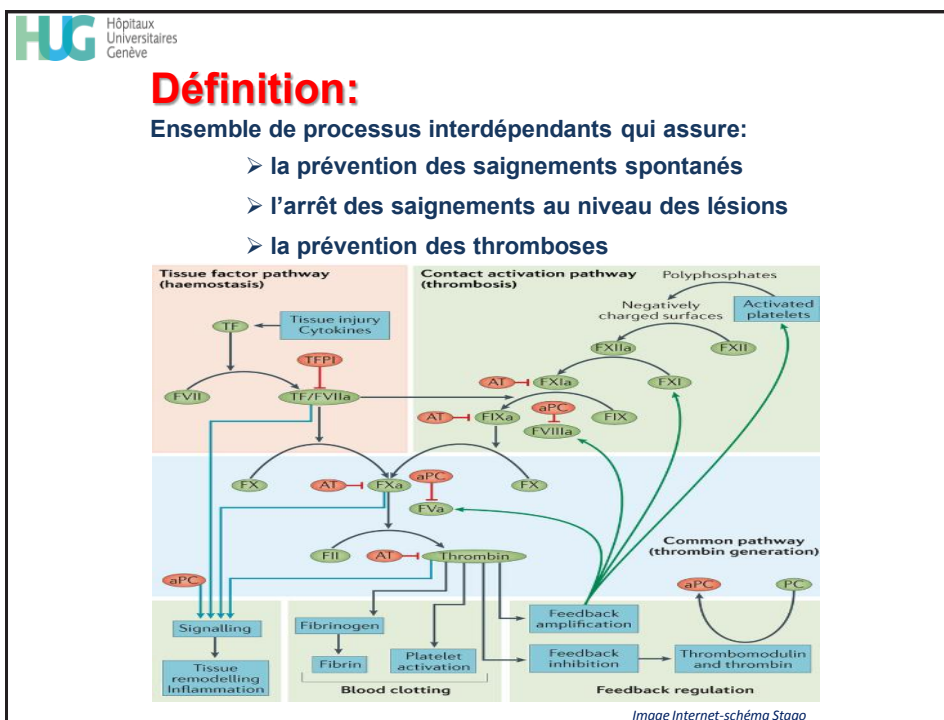 HUG
Hôpitaux
Universitaires
Genève
Définition:
Ensemble de processus interdépendants qui assure:
➢ la prévention des saignements spontanés
➢ l’arrêt des saignements au niveau des lésions
➢ la prévention des thromboses
Tissue factor pathway
(haemostasis)
TF
Tissue injury
Cytokines
TFPI
FVII
TF/FVIIa
Contact activation pathway
(thrombosis)
Polyphosphates
Negatively
charged surfaces
Activated
platelets
FXIIa
FXII
AT
FXIa
FXI
AT
FIXa
aPC
FIX
FVIIIa
FX
AT
FXa
aPC
FX
FVa
FII
AT
Thrombin
Common pathway
(thrombin generation)
aPC
aPC
PC
Signalling
Tissue
remodelling
Inflammation
Fibrinogen
Fibrin
Platelet
activation
Blood clotting
Feedback
amplification
Feedback
inhibition
Thrombomodulin
and thrombin
Feedback regulation
Image Internet-schéma Stago